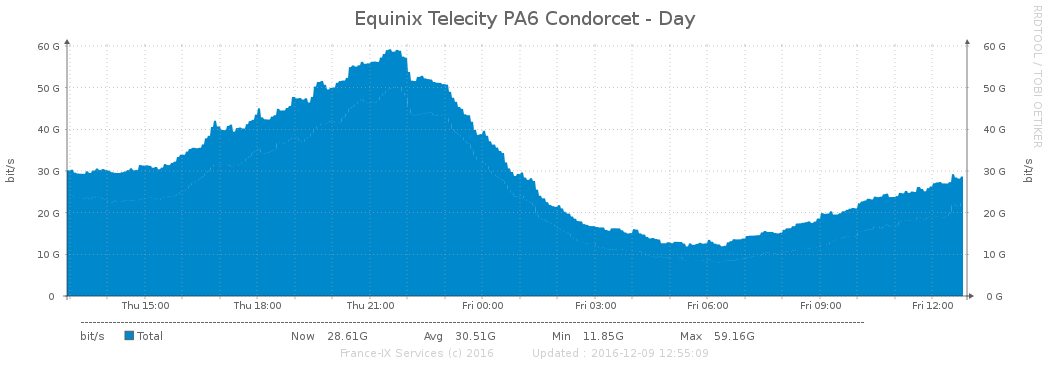 Equinix Telecity PA6 Condorcet - Day
RRDTOOL / TOBI OETIKER
60 G 60 G
50 G 50 G
40 G 40 G
30 G 30 G
20 G 20 G
10 G 10 G
0 0 G
bit/s bit/s
Thu 15:00 Thu 18:00 Thu 21:00 Fri 00:00 Fri 03:00 Fri 06:00 Fri 09:00 Fri 12:00
bit/s Total Now 28.61G Avg 30.51G Min 11.85G Max 59.16G
France-IX Services (c) 2016 Updated : 2016-12-09 12:55:09